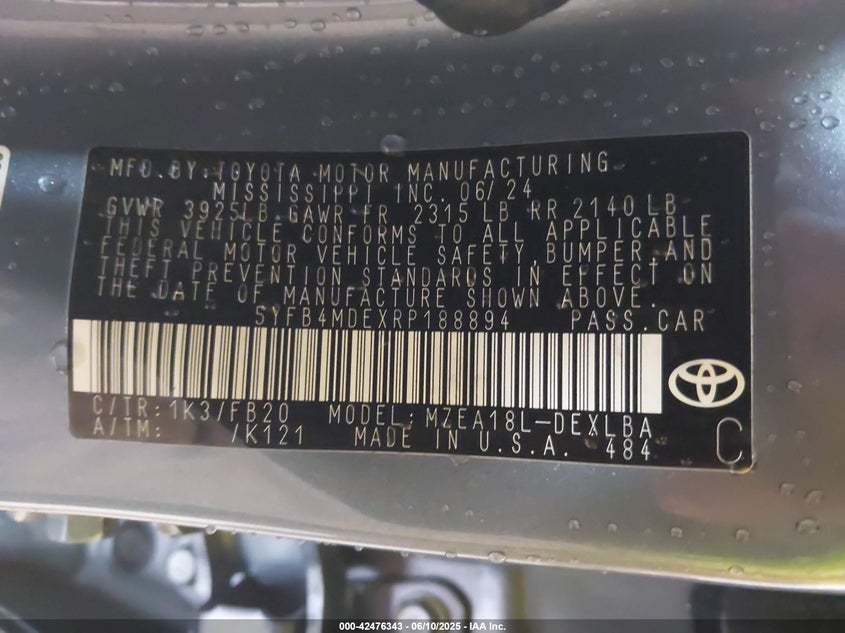 MFD.BY:TOYOTA MOTOR MANUFACTURING
MISSISSIPPI INC. 06/24
GVWR 3925LB GAWR FR 2315 LB RR 2140 LB
THIS VEHICLE CONFORMS TO ALL APPLICABLE
FEDERAL MOTOR VEHICLE SAFETY,BUMPER,AND
THEFT PREVENTION STANDARDS IN EFFECT ON
THE DATE OF MANUFACTURE SHOWN ABOVE.
5YFB4MDEXRP188894 PASS.CAR
C/TR: 1K3/FB20 MODEL: MZEA18L-DEXLBA
A/TM: /K121 MADE IN U.S.A. 484 C
000-42476343 - 06/10/2025 - IAA Inc.